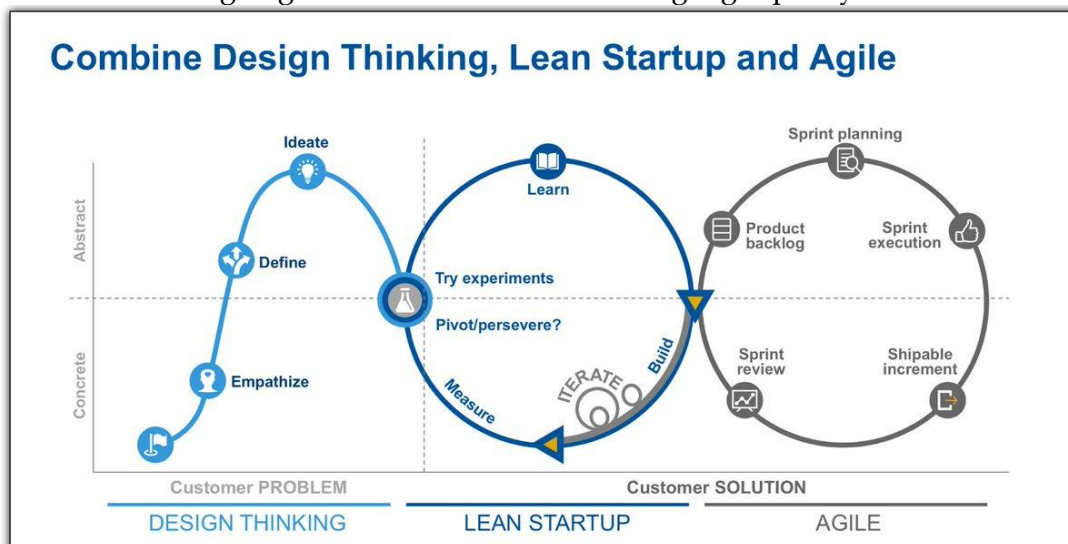 Combine Design Thinking, Lean Startup and Agile
Abstract
Concrete
Ideate
Define
Empathize
Learn
Try experiments
Pivot/persevere?
Measure
ITERATE
Build
Sprint planning
Product
backlog
Sprint
execution
Sprint
review
Shipable
increment
Customer PROBLEM
Customer SOLUTION
DESIGN THINKING
LEAN STARTUP
AGILE